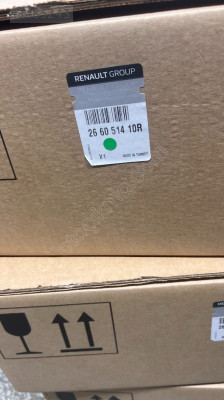 RENAULT GROUP
26 60 514 10R
X1
MADE IN TURKEY